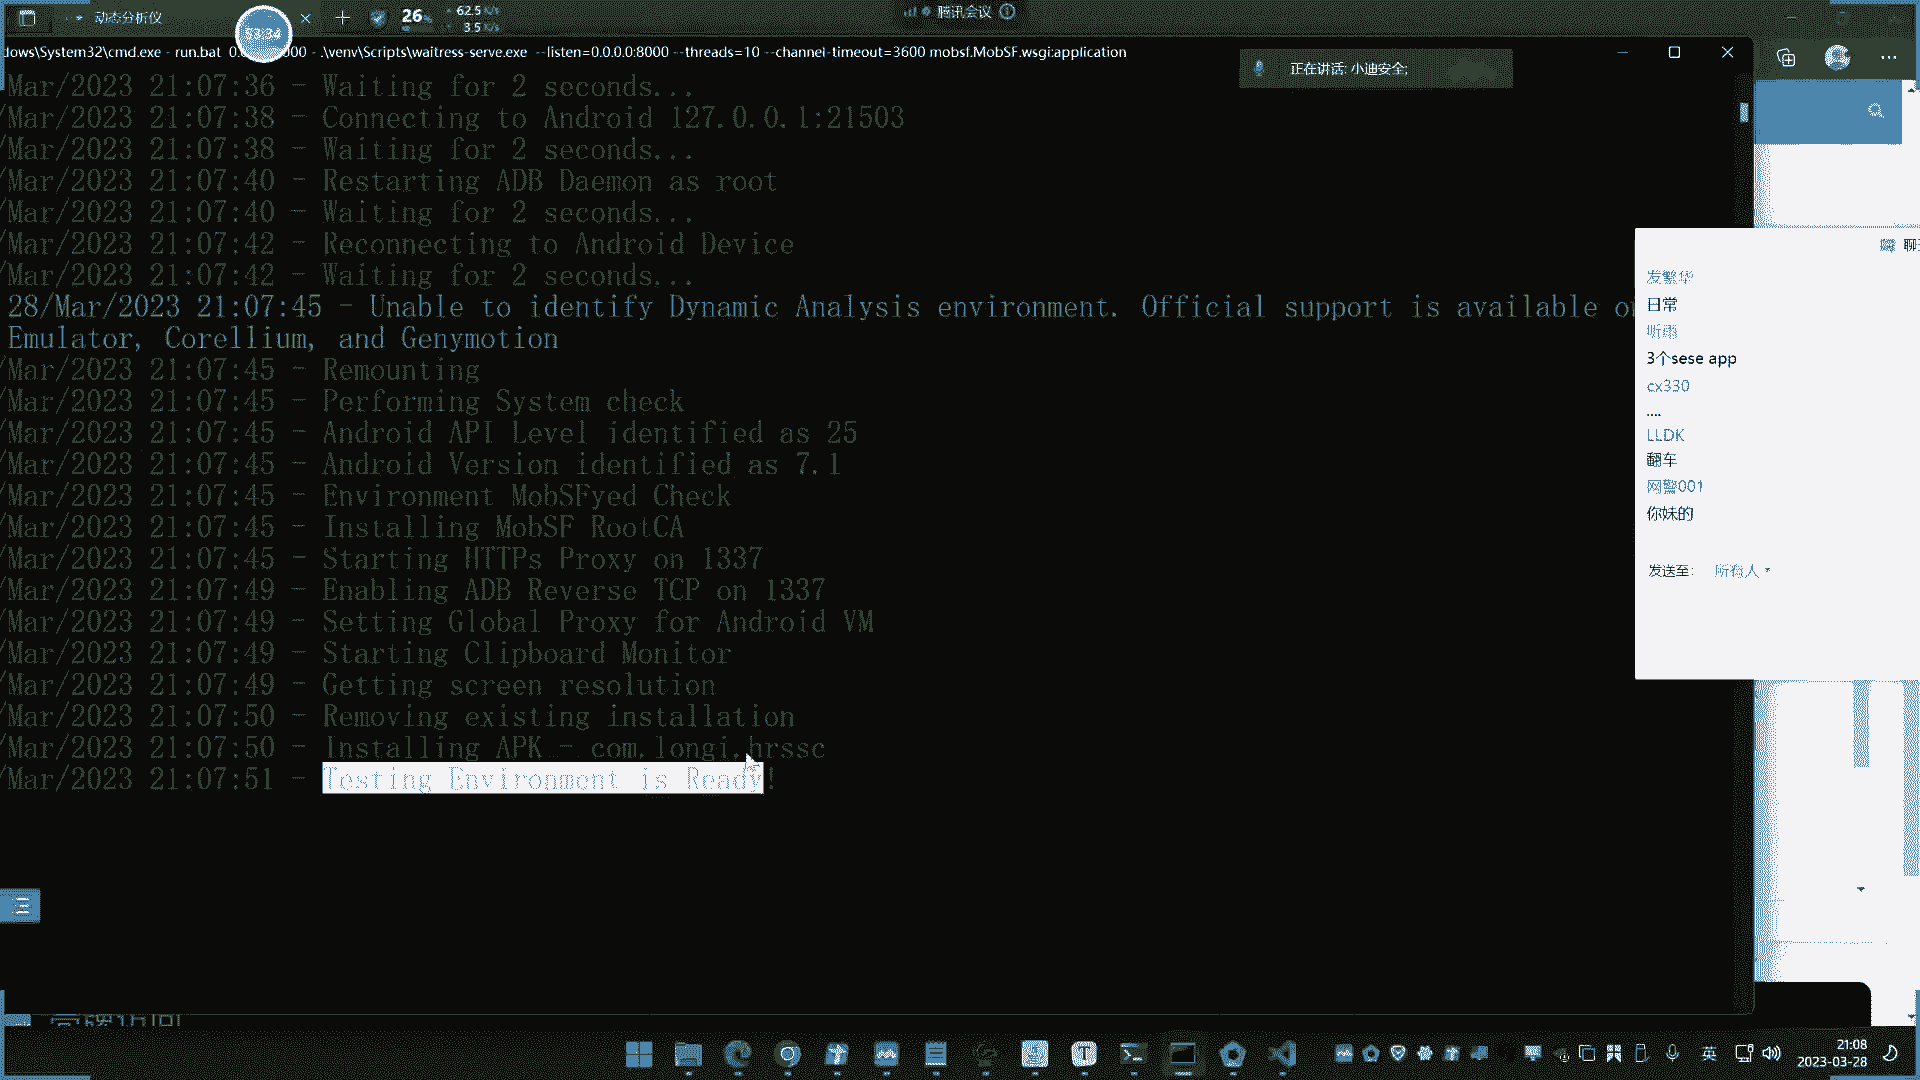 动态分析仪
53:34
26%
62.5 K/s
3.5 K/s
腾讯会议
dows\System32\cmd.exe - run.bat 0. 000 - .\venv\Scripts\waitress-serve.exe --listen=0.0.0.0:8000 --threads=10 --channel-timeout=3600 mobsf.MobSF.wsgi:application
正在讲话: 小迪安全;
/Mar/2023 21:07:36 - Waiting for 2 seconds...
/Mar/2023 21:07:38 - Connecting to Android 127.0.0.1:21503
/Mar/2023 21:07:38 - Waiting for 2 seconds...
/Mar/2023 21:07:40 - Restarting ADB Daemon as root
/Mar/2023 21:07:40 - Waiting for 2 seconds...
/Mar/2023 21:07:42 - Reconnecting to Android Device
/Mar/2023 21:07:42 - Waiting for 2 seconds...
28/Mar/2023 21:07:45 - Unable to identify Dynamic Analysis environment. Official support is available o
Emulator, Corellium, and Genymotion
/Mar/2023 21:07:45 - Remounting
/Mar/2023 21:07:45 - Performing System check
/Mar/2023 21:07:45 - Android API Level identified as 25
/Mar/2023 21:07:45 - Android Version identified as 7.1
/Mar/2023 21:07:45 - Environment MobSFyed Check
/Mar/2023 21:07:45 - Installing MobSF RootCA
/Mar/2023 21:07:45 - Starting HTTPs Proxy on 1337
/Mar/2023 21:07:49 - Enabling ADB Reverse TCP on 1337
/Mar/2023 21:07:49 - Setting Global Proxy for Android VM
/Mar/2023 21:07:49 - Starting Clipboard Monitor
/Mar/2023 21:07:49 - Getting screen resolution
/Mar/2023 21:07:50 - Removing existing installation
/Mar/2023 21:07:50 - Installing APK - com.longi.hrssc
/Mar/2023 21:07:51 - Testing Environment is Ready!
聊
发繁华
日常
听雨
3个sese app
cx330
....
LLDK
翻车
网警001
你妹的
发送至: 所有人
英
21:08
2023-03-28